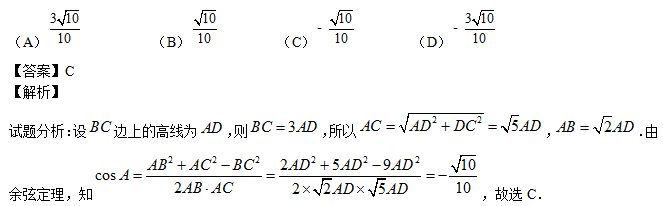 (A) $\frac{3\sqrt{10}}{10}$ (B) $\frac{\sqrt{10}}{10}$ (C) $-\frac{\sqrt{10}}{10}$ (D) $-\frac{3\sqrt{10}}{10}$
【答案】C
【解析】
试题分析:设 $BC$ 边上的高线为 $AD$ ,则 $BC=3AD$ ,所以 $AC=\sqrt{AD^2+DC^2}=\sqrt{5}AD$ , $AB=\sqrt{2}AD$ .由
余弦定理，知 $\cos A=\frac{AB^2+AC^2-BC^2}{2AB\cdot AC}=\frac{2AD^2+5AD^2-9AD^2}{2\times\sqrt{2}AD\times\sqrt{5}AD}=-\frac{\sqrt{10}}{10}$ ，故选 C.